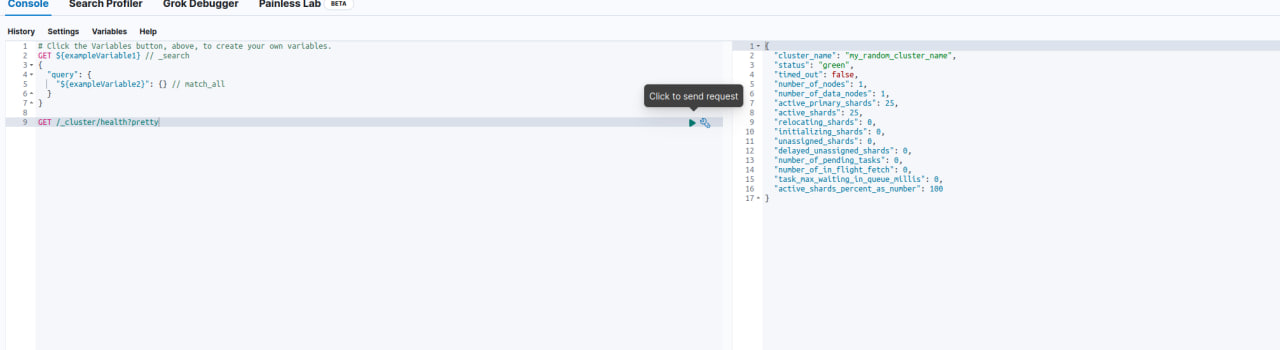 Console Search Profiler Grok Debugger Painless Lab BETA
History Settings Variables Help
1 # Click the Variables button, above, to create your own variables.
2 GET ${exampleVariable1} // _search
3 {
4 "query": {
5 "${exampleVariable2}": {} // match_all
6 }
7 }
8
9 GET /_cluster/health?pretty
Click to send request
1 {
2 "cluster_name": "my_random_cluster_name",
3 "status": "green",
4 "timed_out": false,
5 "number_of_nodes": 1,
6 "number_of_data_nodes": 1,
7 "active_primary_shards": 25,
8 "active_shards": 25,
9 "relocating_shards": 0,
10 "initializing_shards": 0,
11 "unassigned_shards": 0,
12 "delayed_unassigned_shards": 0,
13 "number_of_pending_tasks": 0,
14 "number_of_in_flight_fetch": 0,
15 "task_max_waiting_in_queue_millis": 0,
16 "active_shards_percent_as_number": 100
17 }